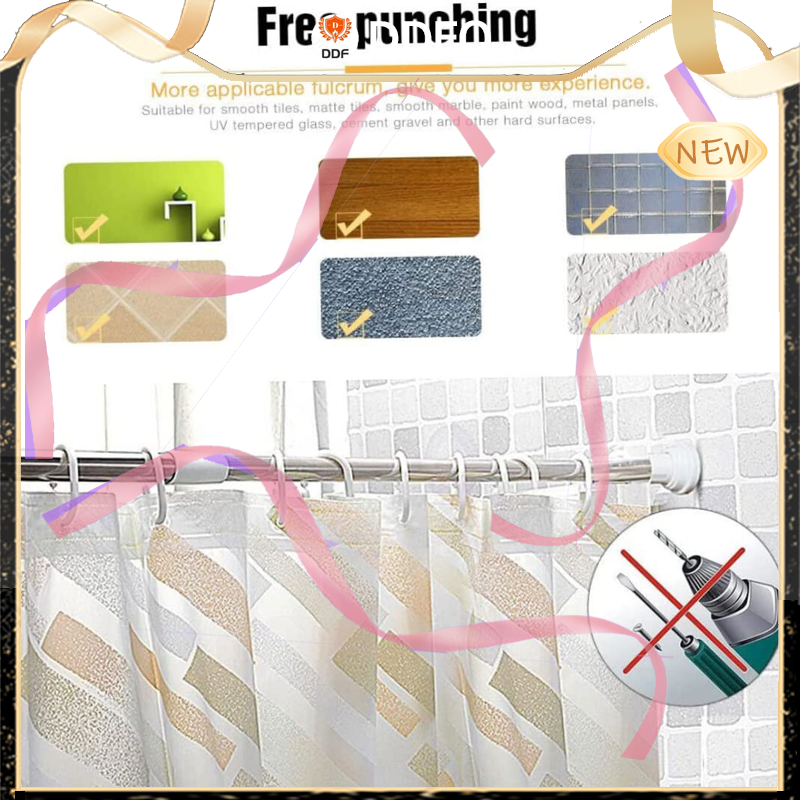 Free punching
DDF
More applicable fulcrum, give you more experience.
Suitable for smooth tiles, matte tiles, smooth marble, paint wood, metal panels,
UV tempered glass, cement gravel and other hard surfaces.
NEW